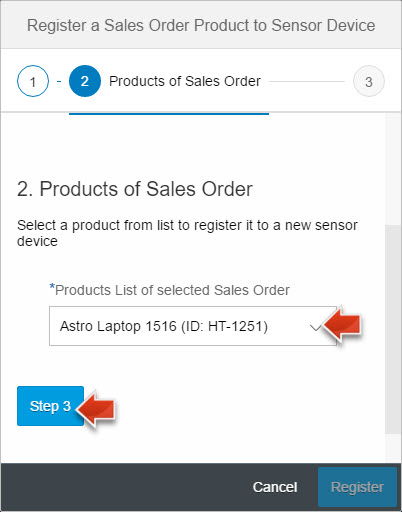 Register a Sales Order Product to Sensor Device
1 - 2 Products of Sales Order 3
2. Products of Sales Order
Select a product from list to register it to a new sensor
device
*Products List of selected Sales Order
Astro Laptop 1516 (ID: HT-1251)
Step 3
Cancel Register